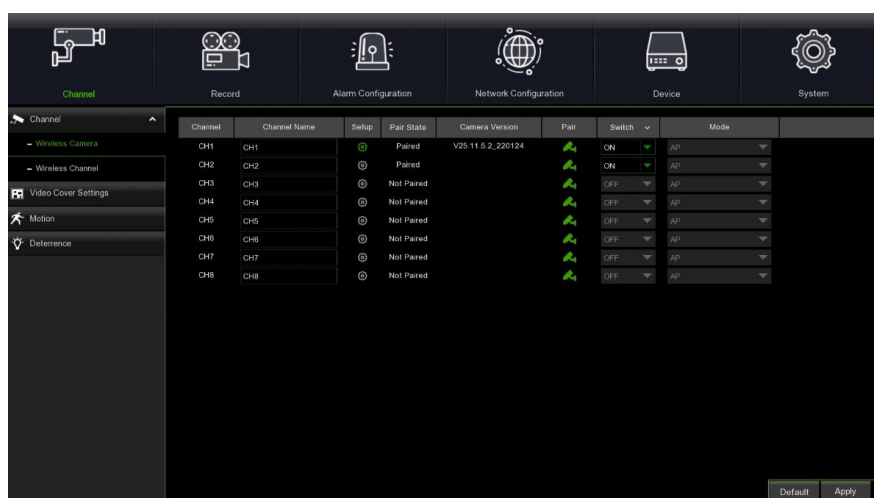 Channel Record Alarm Configuration Network Configuration Device System
Channel
– Wireless Camera
– Wireless Channel
Video Cover Settings
Motion
Deterrence
Channel Channel Name Setup Pair State Camera Version Pair Switch Mode
CH1 CH1 Paired V25.11.5.2_220124 ON AP
CH2 CH2 Paired ON AP
CH3 CH3 Not Paired OFF AP
CH4 CH4 Not Paired OFF AP
CH5 CH5 Not Paired OFF AP
CH6 CH6 Not Paired OFF AP
CH7 CH7 Not Paired OFF AP
CH8 CH8 Not Paired OFF AP
Default Apply